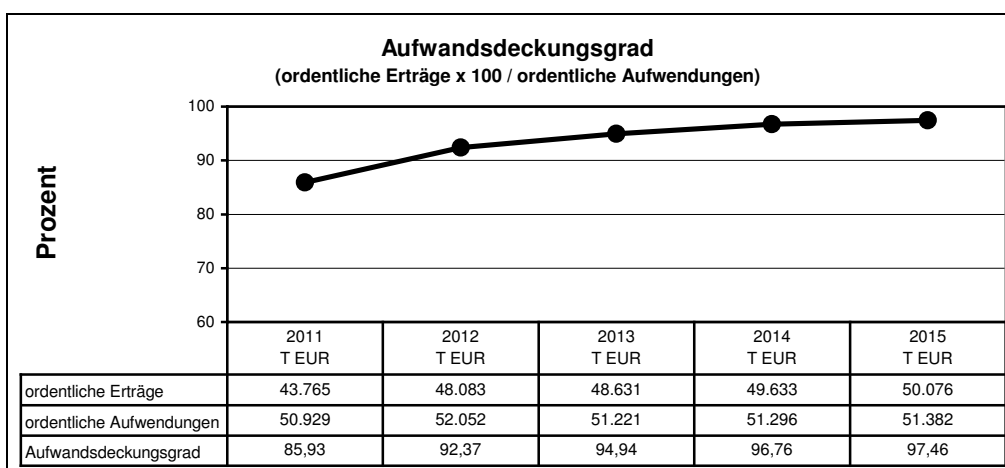 Aufwandsdeckungsgrad
(ordentliche Erträge x 100 / ordentliche Aufwendungen)
Prozent
100
90
80
70
60
2011 2012 2013 2014 2015
T EUR T EUR T EUR T EUR T EUR
ordentliche Erträge 43.765 48.083 48.631 49.633 50.076
ordentliche Aufwendungen 50.929 52.052 51.221 51.296 51.382
Aufwandsdeckungsgrad 85,93 92,37 94,94 96,76 97,46